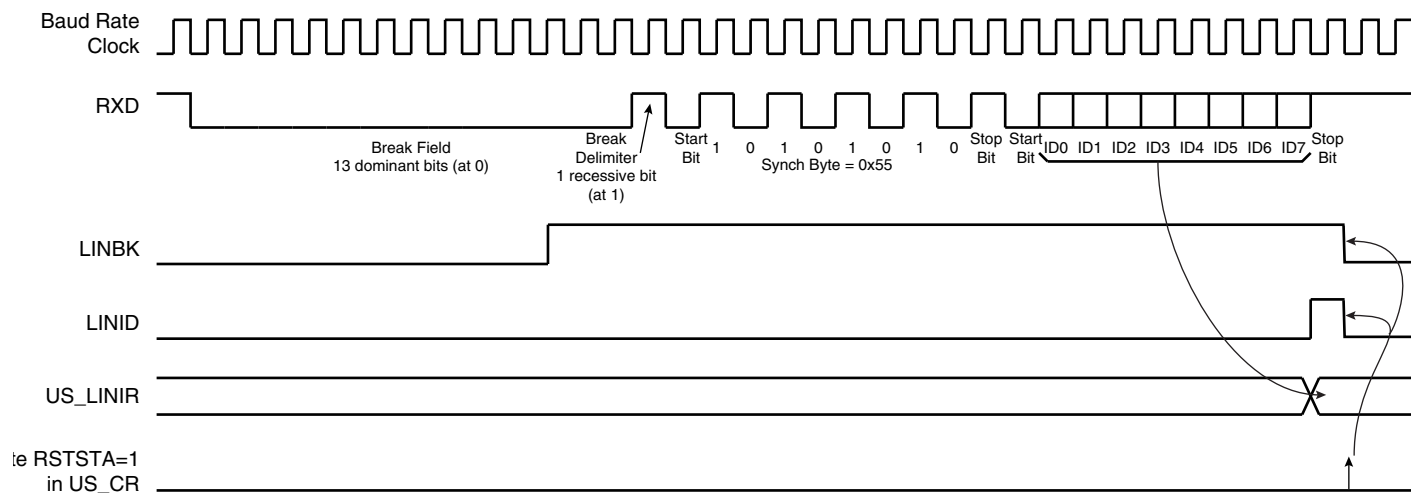 Baud Rate
Clock
RXD
Break Field
13 dominant bits (at 0)
Break
Delimiter
1 recessive bit
(at 1)
Start
Bit
1 0 1 0 1 0 1 0
Synch Byte = 0x55
Stop
Bit
Start
Bit
ID0 ID1 ID2 ID3 ID4 ID5 ID6 ID7
Stop
Bit
LINBK
LINID
US_LINIR
te RSTSTA=1
in US_CR